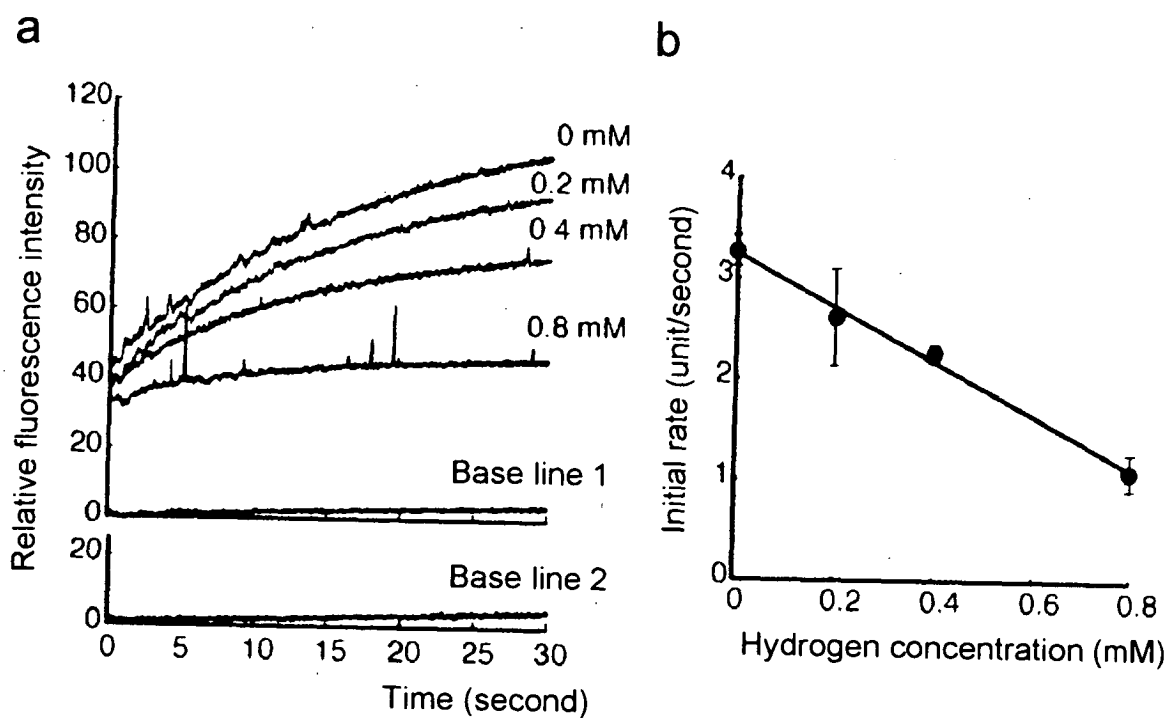 a
Relative fluorescence intensity
120
100
80
60
40
20
0
0 mM
0.2 mM
0 4 mM
0.8 mM
Base line 1
20
0
Base line 2
0 5 10 15 20 25 30
Time (second)
b
Initial rate (unit/second)
4
3
2
1
0
0 0.2 0.4 0.6 0.8
Hydrogen concentration (mM)